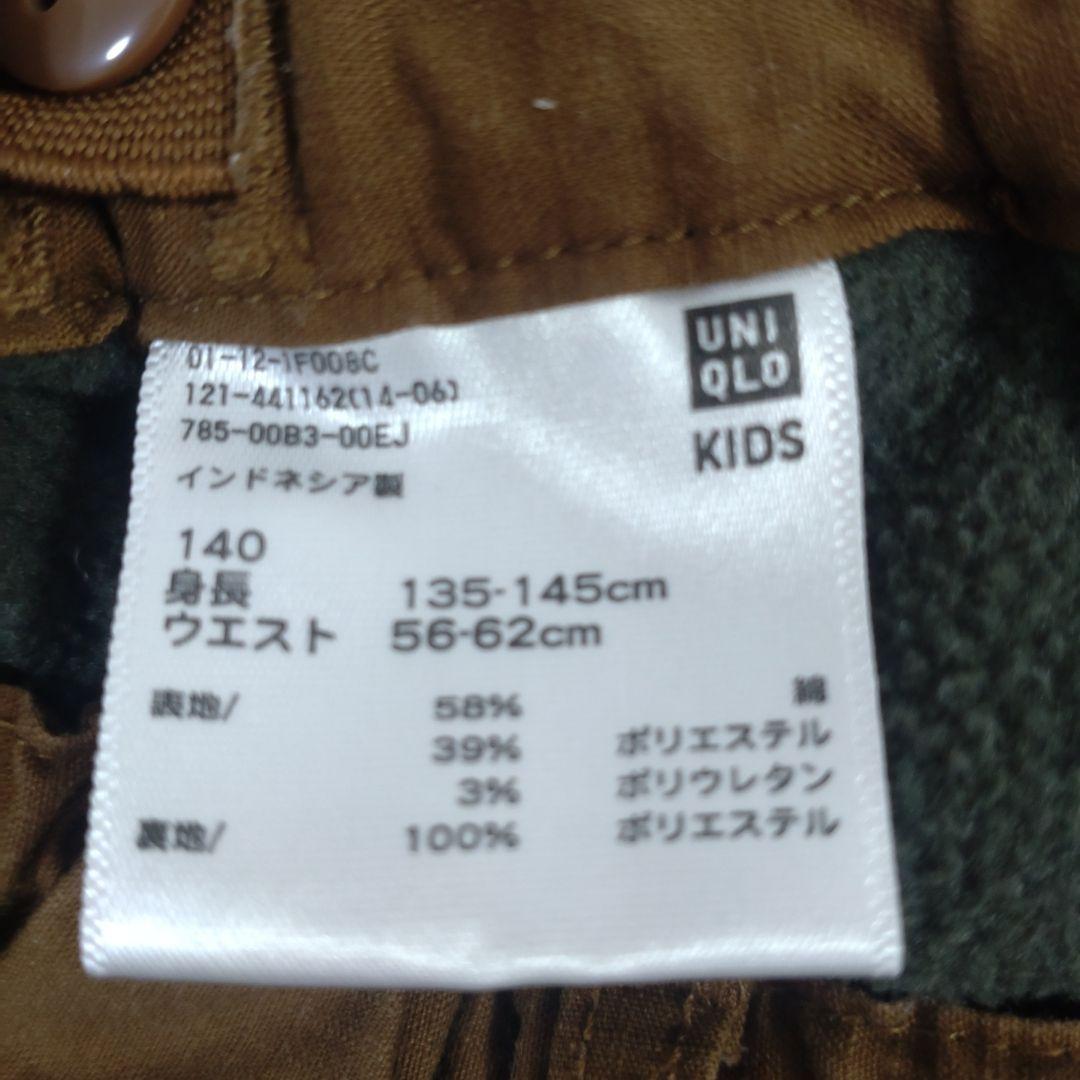 UNI
QLO
KIDS
01-12-1F008C
121-441162(14-06)
785-00B3-00EJ
インドネシア製
140
身長 135-145cm
ウエスト 56-62cm
表地/ 58% 綿
39% ポリエステル
3% ポリウレタン
裏地/ 100% ポリエステル